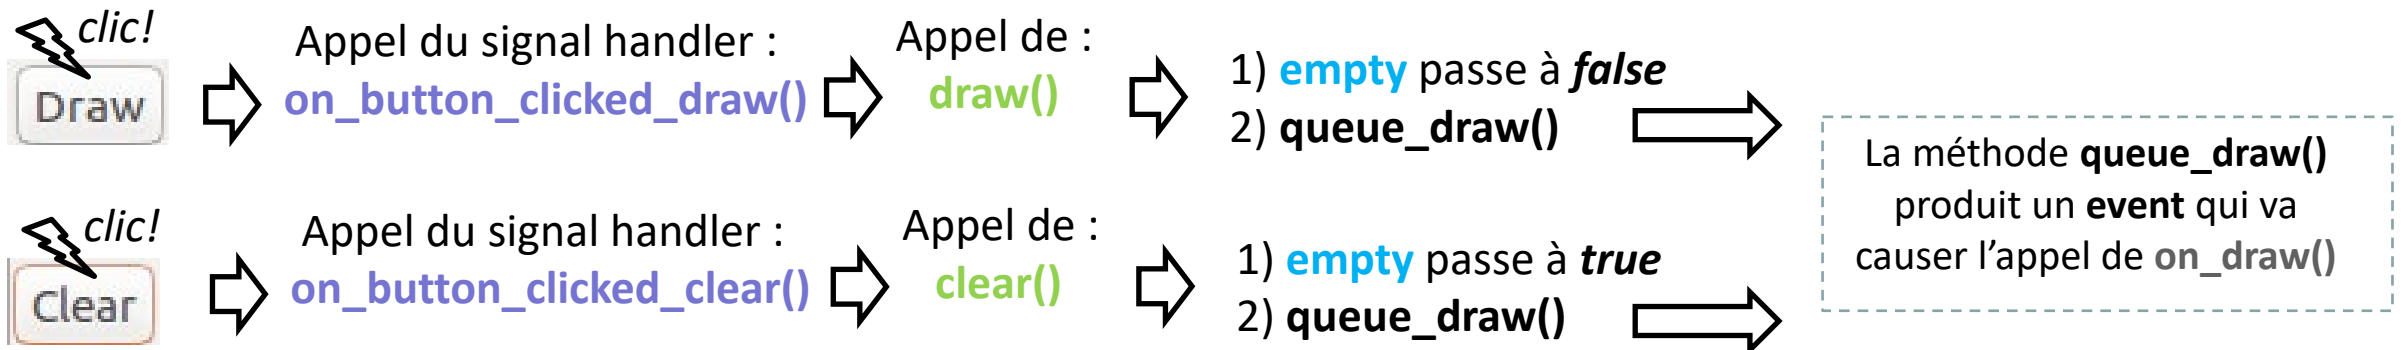 clic!
Draw
Appel du signal handler :
on_button_clicked_draw()
Appel de :
draw()
1) empty passe à false
2) queue_draw()
clic!
Clear
Appel du signal handler :
on_button_clicked_clear()
Appel de :
clear()
1) empty passe à true
2) queue_draw()
La méthode queue_draw()
produit un event qui va
causer l’appel de on_draw()